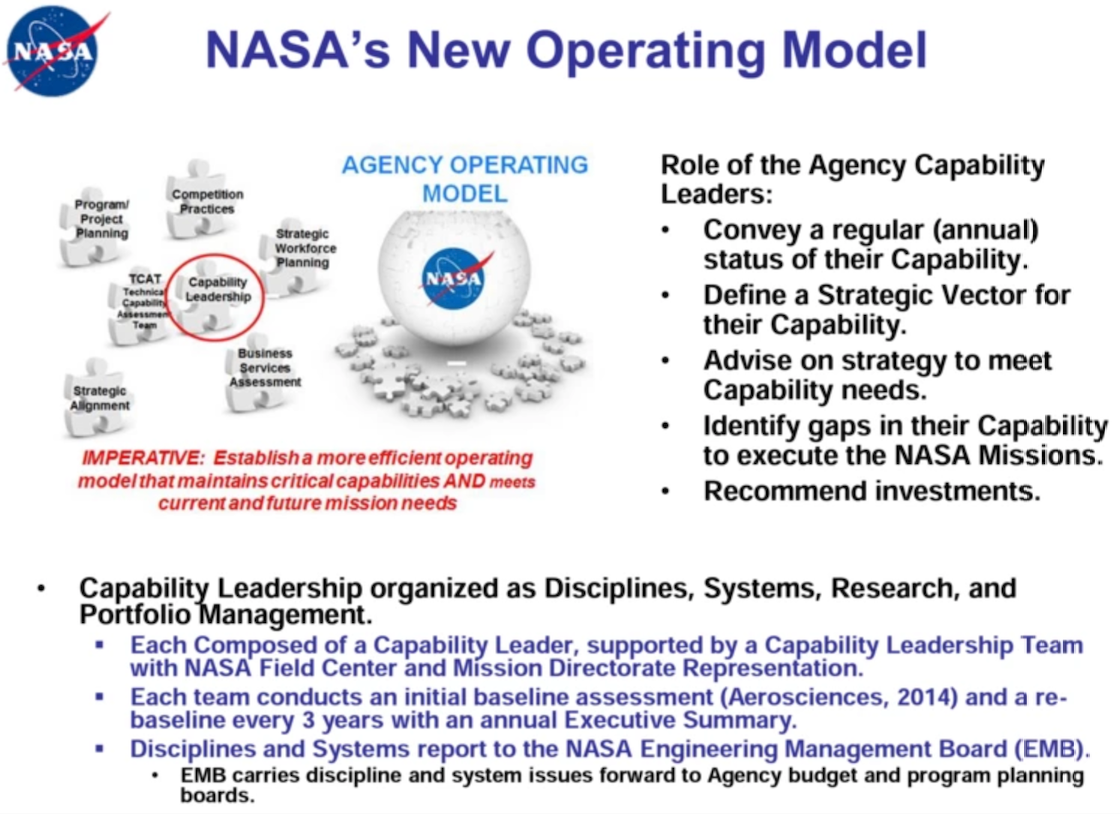 NASA
NASA's New Operating Model
AGENCY OPERATING
MODEL
Program/
Project
Planning
Competition
Practices
Strategic
Workforce
Planning
TCAT
Technical
Capability
Assessment
Team
Capability
Leadership
Business
Services
Assessment
Strategic
Alignment
NASA
IMPERATIVE: Establish a more efficient operating
model that maintains critical capabilities AND meets
current and future mission needs
Role of the Agency Capability
Leaders:
• Convey a regular (annual)
status of their Capability.
• Define a Strategic Vector for
their Capability.
• Advise on strategy to meet
Capability needs.
• Identify gaps in their Capability
to execute the NASA Missions.
• Recommend investments.
• Capability Leadership organized as Disciplines, Systems, Research, and
Portfolio Management.
▪ Each Composed of a Capability Leader, supported by a Capability Leadership Team
with NASA Field Center and Mission Directorate Representation.
▪ Each team conducts an initial baseline assessment (Aerosciences, 2014) and a re-
baseline every 3 years with an annual Executive Summary.
▪ Disciplines and Systems report to the NASA Engineering Management Board (EMB).
• EMB carries discipline and system issues forward to Agency budget and program planning
boards.